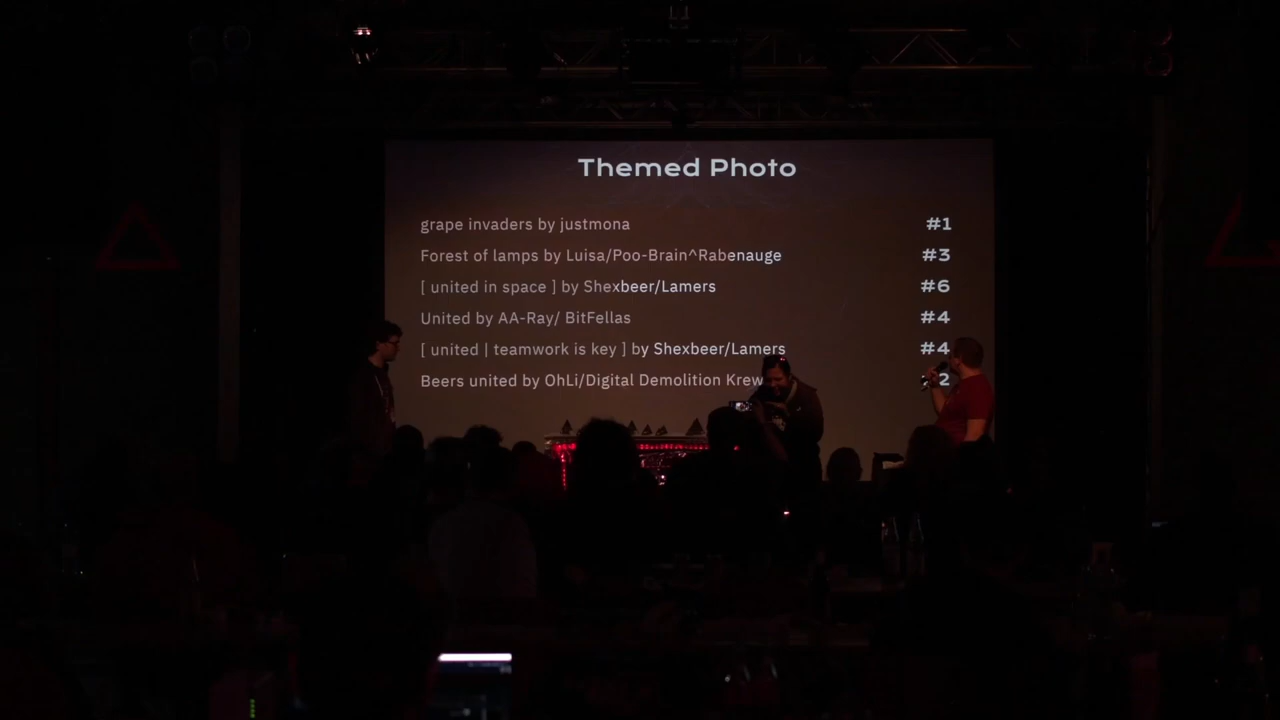 Themed Photo
grape invaders by justmona #1
Forest of lamps by Luisa/Poo-Brain^Rabenauge #3
[ united in space ] by Shexbeer/Lamers #6
United by AA-Ray/ BitFellas #4
[ united | teamwork is key ] by Shexbeer/Lamers #4
Beers united by OhLi/Digital Demolition Krew 2